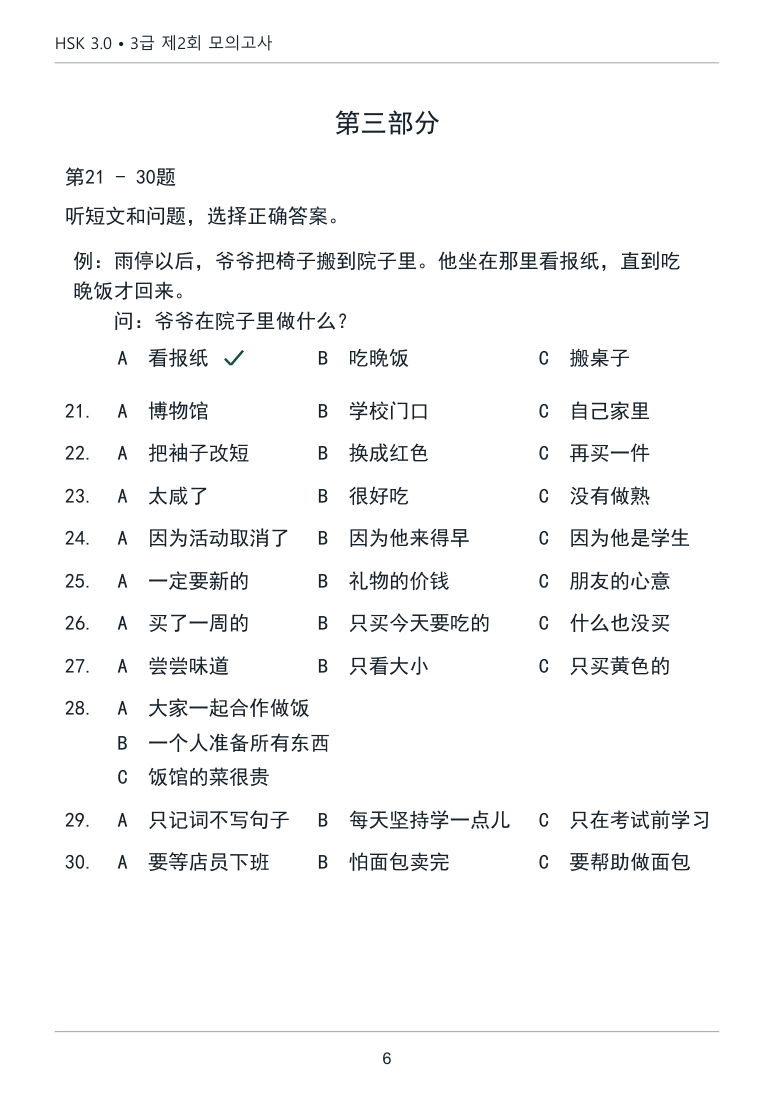 HSK 3.0 • 3급 제2회 모의고사
第三部分
第21 – 30题
听短文和问题，选择正确答案。
例：雨停以后，爷爷把椅子搬到院子里。他坐在那里看报纸，直到吃
晚饭才回来。
问：爷爷在院子里做什么？
A 看报纸 ✓ B 吃晚饭 C 搬桌子
21. A 博物馆 B 学校门口 C 自己家里
22. A 把袖子改短 B 换成红色 C 再买一件
23. A 太咸了 B 很好吃 C 没有做熟
24. A 因为活动取消了 B 因为他来得早 C 因为他是学生
25. A 一定要新的 B 礼物的价钱 C 朋友的心意
26. A 买了一周的 B 只买今天要吃的 C 什么也没买
27. A 尝尝味道 B 只看大小 C 只买黄色的
28. A 大家一起合作做饭
B 一个人准备所有东西
C 饭馆的菜很贵
29. A 只记词不写句子 B 每天坚持学一点儿 C 只在考试前学习
30. A 要等店员下班 B 怕面包卖完 C 要帮助做面包
6